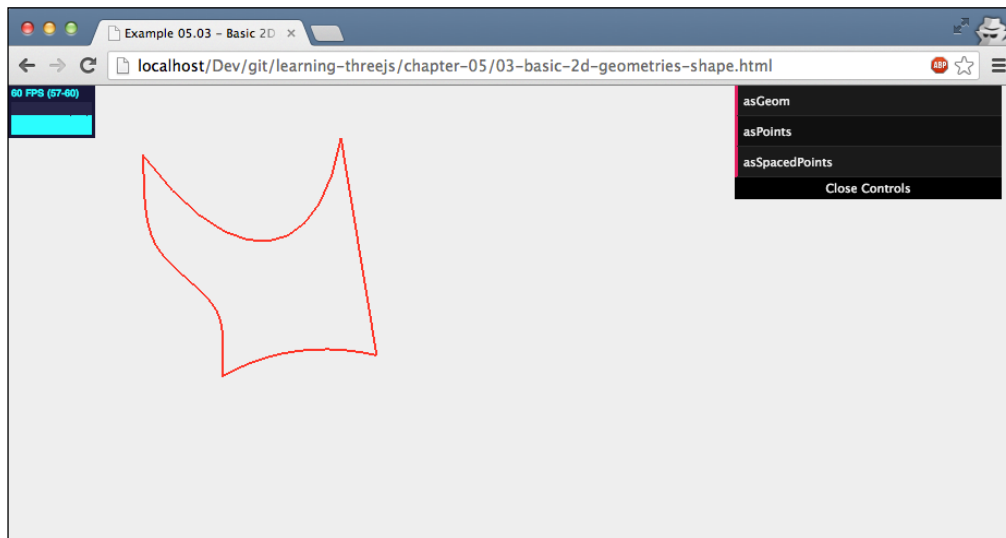 Example 05.03 - Basic 2D
localhost/Dev/git/learning-threejs/chapter-05/03-basic-2d-geometries-shape.html
ABP
60 FPS (57-60)
asGeom
asPoints
asSpacedPoints
Close Controls